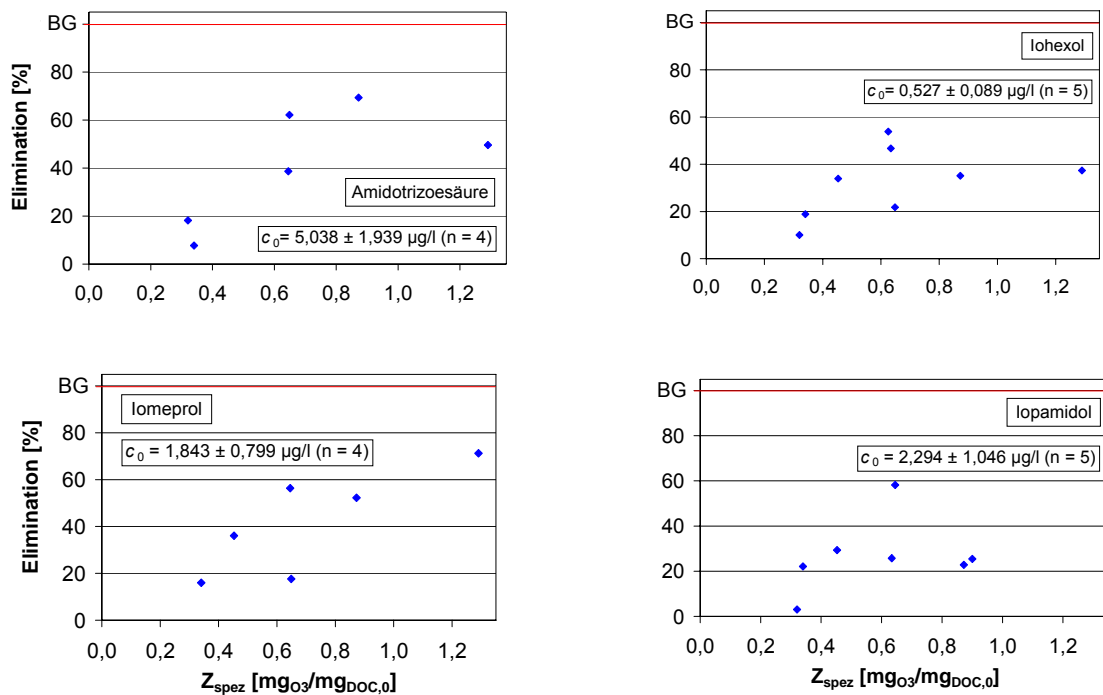 Elimination [%]
BG
80
60
40
20
0
Amidotrizoesäure
c0= 5,038 ± 1,939 µg/l (n = 4)
0,0 0,2 0,4 0,6 0,8 1,0 1,2
BG
80
60
40
20
0
Iohexol
c0= 0,527 ± 0,089 µg/l (n = 5)
0,0 0,2 0,4 0,6 0,8 1,0 1,2
Elimination [%]
BG
80
60
40
20
0
Iomeprol
c0 = 1,843 ± 0,799 µg/l (n = 4)
0,0 0,2 0,4 0,6 0,8 1,0 1,2
Zspez [mgO3/mgDOC,0]
BG
80
60
40
20
0
Iopamidol
c0 = 2,294 ± 1,046 µg/l (n = 5)
0,0 0,2 0,4 0,6 0,8 1,0 1,2
Zspez [mgO3/mgDOC,0]